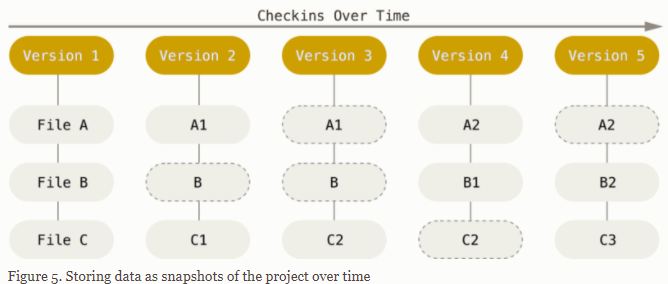 Checkins Over Time
Version 1 Version 2 Version 3 Version 4 Version 5
File A A1 A1 A2 A2
File B B B B1 B2
File C C1 C2 C2 C3
Figure 5. Storing data as snapshots of the project over time